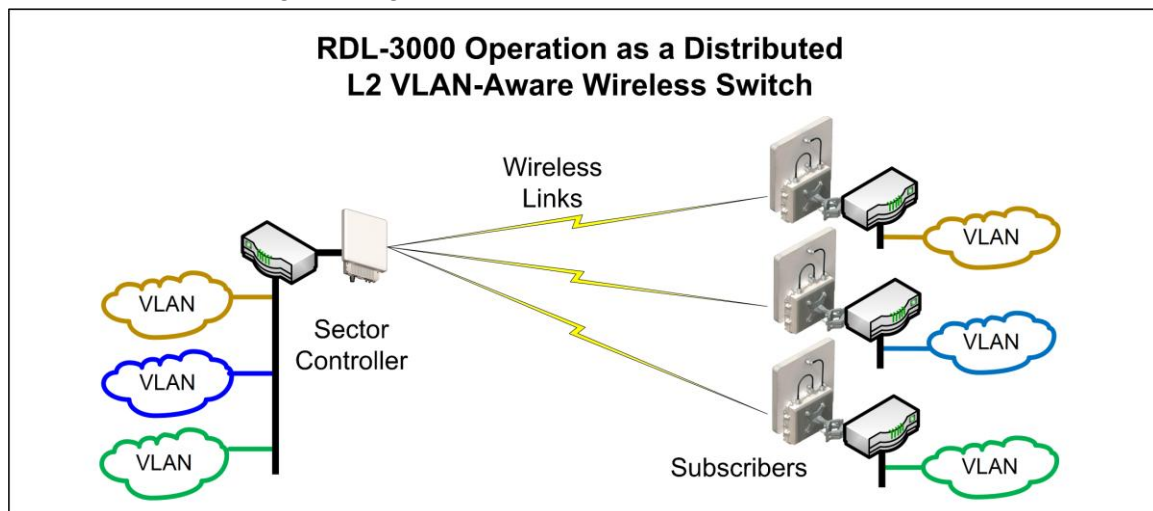 RDL-3000 Operation as a Distributed
L2 VLAN-Aware Wireless Switch
Wireless
Links
VLAN
VLAN
Sector
Controller
VLAN
VLAN
VLAN
Subscribers
VLAN